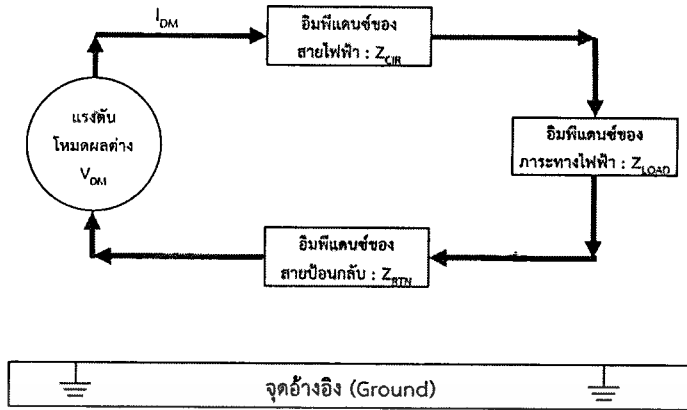 I_DM
อิมพีแดนซ์ของ
สายไฟฟ้า : Z_CIR
แรงดัน
โหมดผลต่าง
V_DM
อิมพีแดนซ์ของ
ภาระทางไฟฟ้า : Z_LOAD
อิมพีแดนซ์ของ
สายป้อนกลับ : Z_RTN
จุดอ้างอิง (Ground)